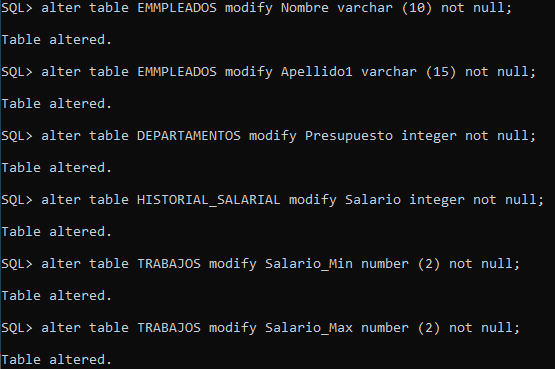 SQL> alter table EMMPLEADOS modify Nombre varchar (10) not null;
Table altered.
SQL> alter table EMMPLEADOS modify Apellido1 varchar (15) not null;
Table altered.
SQL> alter table DEPARTAMENTOS modify Presupuesto integer not null;
Table altered.
SQL> alter table HISTORIAL_SALARIAL modify Salario integer not null;
Table altered.
SQL> alter table TRABAJOS modify Salario_Min number (2) not null;
Table altered.
SQL> alter table TRABAJOS modify Salario_Max number (2) not null;
Table altered.